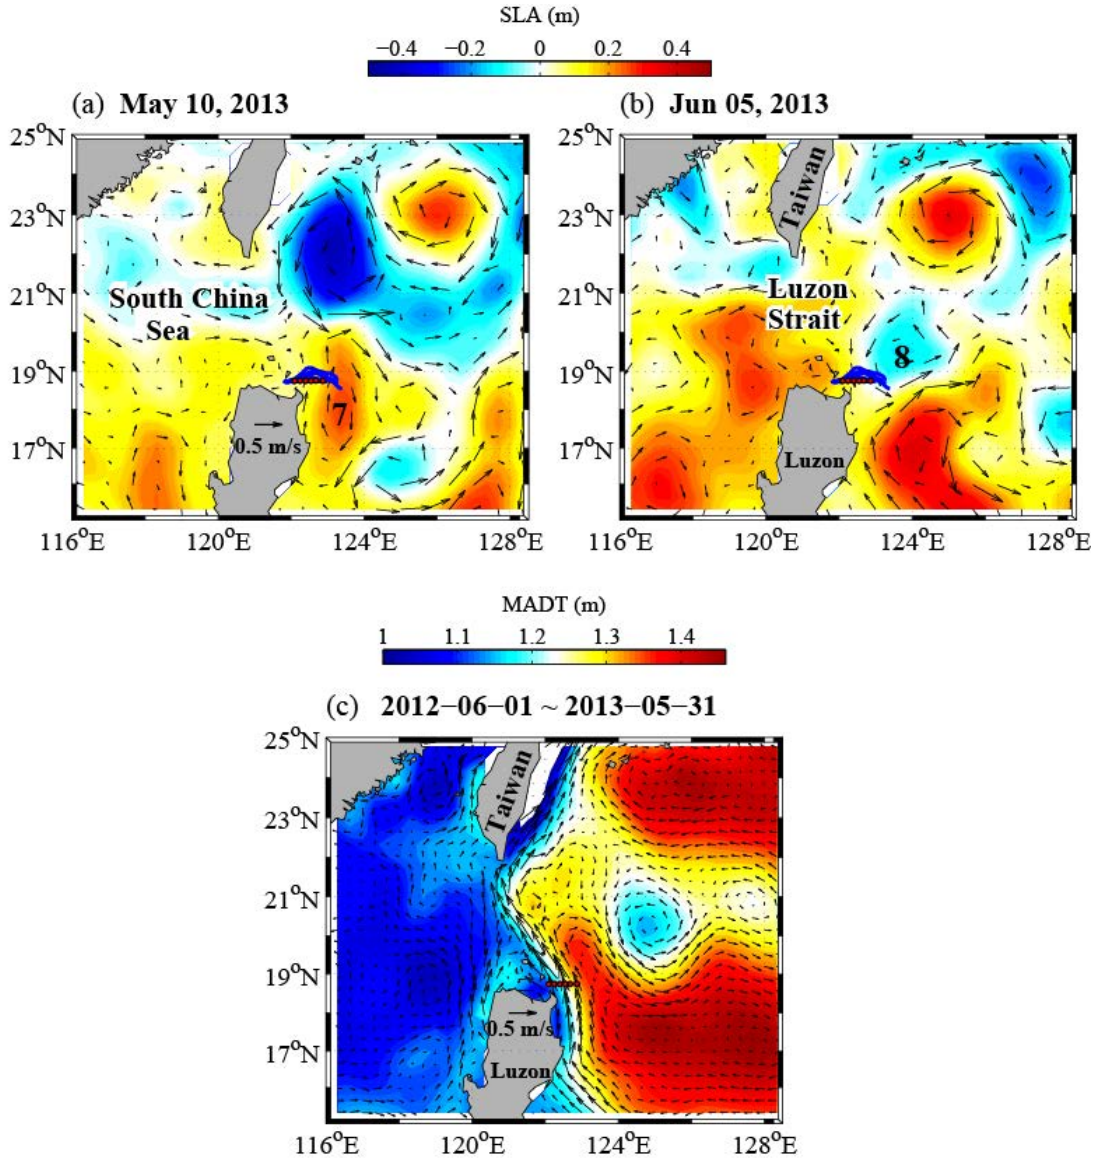 SLA (m)
−0.4 −0.2 0 0.2 0.4
(a) May 10, 2013
(b) Jun 05, 2013
25°N
23°N
21°N
19°N
17°N
South China
Sea
7
0.5 m/s
116°E 120°E 124°E 128°E
25°N
23°N
21°N
19°N
17°N
Taiwan
Luzon
Strait
8
Luzon
116°E 120°E 124°E 128°E
MADT (m)
1 1.1 1.2 1.3 1.4
(c) 2012−06−01 ~ 2013−05−31
25°N
23°N
21°N
19°N
17°N
Taiwan
0.5 m/s
Luzon
116°E 120°E 124°E 128°E